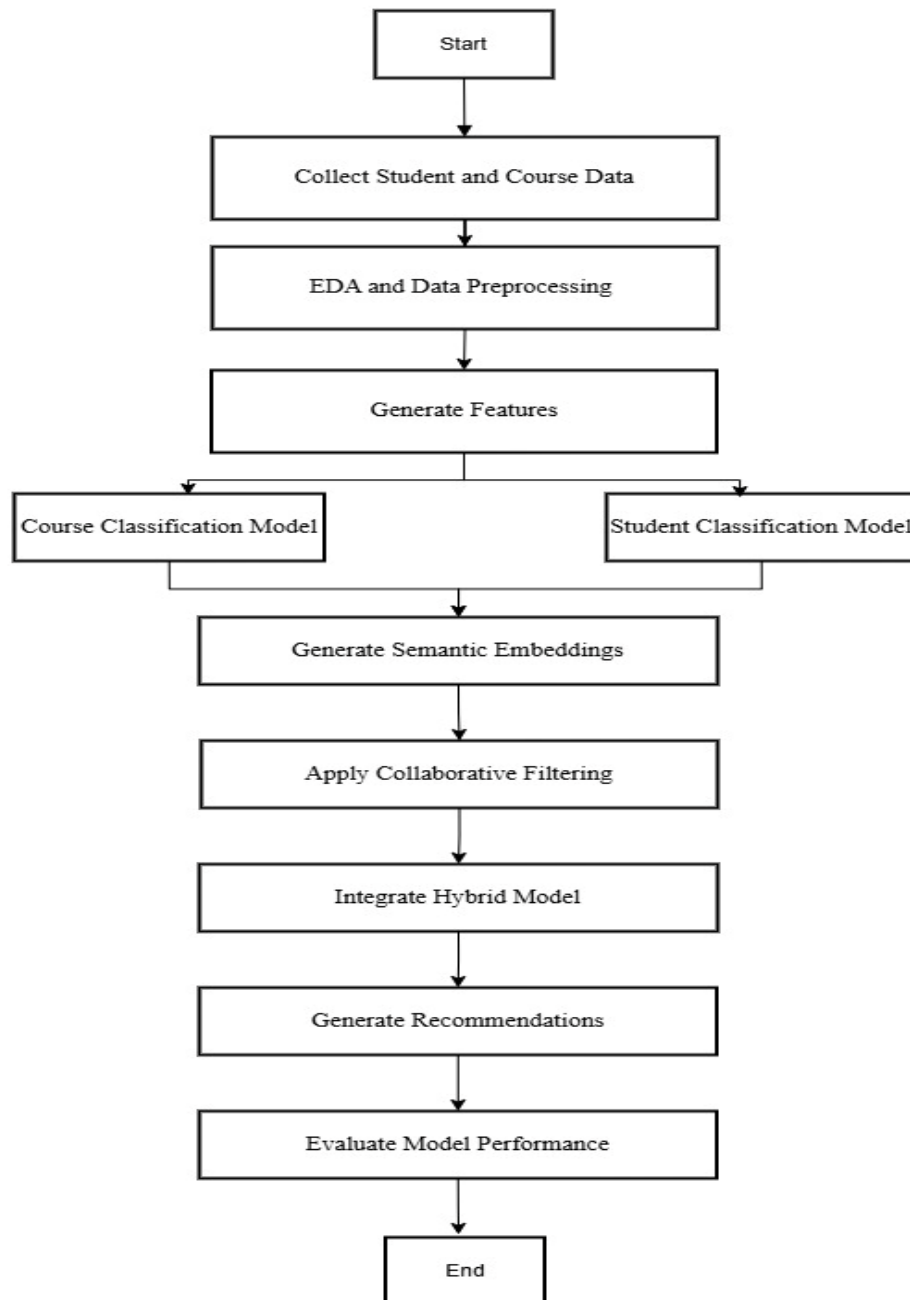 Start
Collect Student and Course Data
EDA and Data Preprocessing
Generate Features
Course Classification Model
Student Classification Model
Generate Semantic Embeddings
Apply Collaborative Filtering
Integrate Hybrid Model
Generate Recommendations
Evaluate Model Performance
End